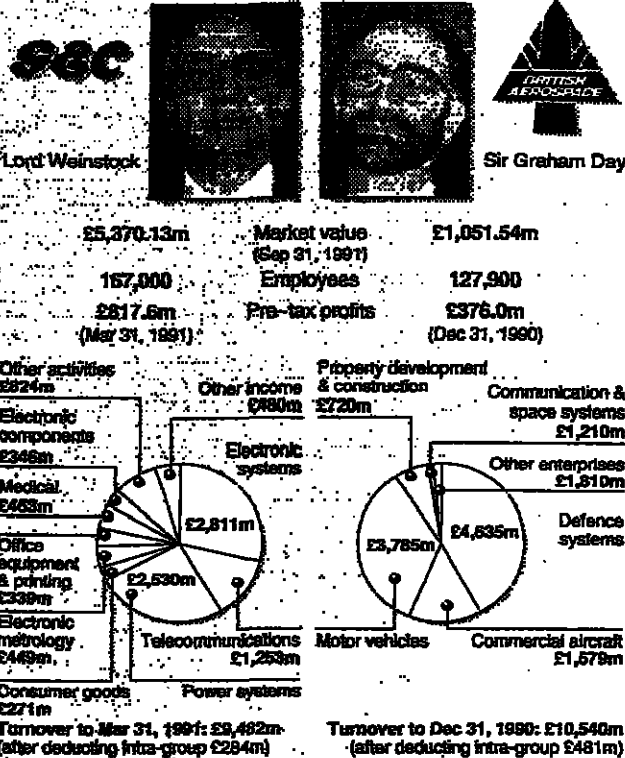 GEC
BRITISH
AEROSPACE
Lord Weinstock
Sir Graham Day
£5,370.13m Market value £1,051.54m
(Sep 31, 1991)
157,000 Employees 127,900
£817.6m Pre-tax profits £376.0m
(Mar 31, 1991) (Dec 31, 1990)
Other activities
£824m
Other income
£480m
Electronic
components
£346m
Electronic
systems
Medical
£463m
£2,811m
Office
equipment
& printing
£339m
£2,530m
Electronic
metrology
£449m
Telecommunications
£1,253m
Consumer goods
£271m
Power systems
Turnover to Mar 31, 1991: £9,482m
(after deducting intra-group £284m)
Property development
& construction
£720m
Communication &
space systems
£1,210m
Other enterprises
£1,810m
£3,785m
£4,635m
Defence
systems
Motor vehicles
Commercial aircraft
£1,579m
Turnover to Dec 31, 1990: £10,540m
(after deducting intra-group £481m)